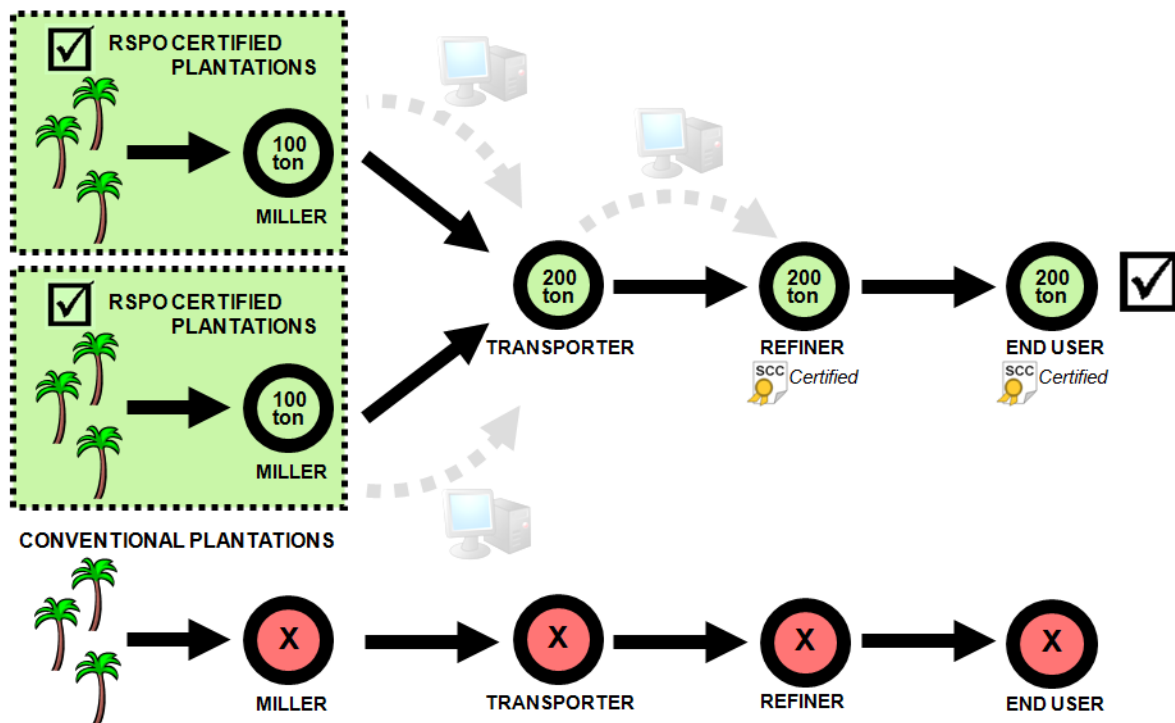 RSPO CERTIFIED
PLANTATIONS
100
ton
MILLER
RSPO CERTIFIED
PLANTATIONS
100
ton
MILLER
200
ton
TRANSPORTER
200
ton
REFINER
SCC
Certified
200
ton
END USER
SCC
Certified
CONVENTIONAL PLANTATIONS
X
MILLER
X
TRANSPORTER
X
REFINER
X
END USER